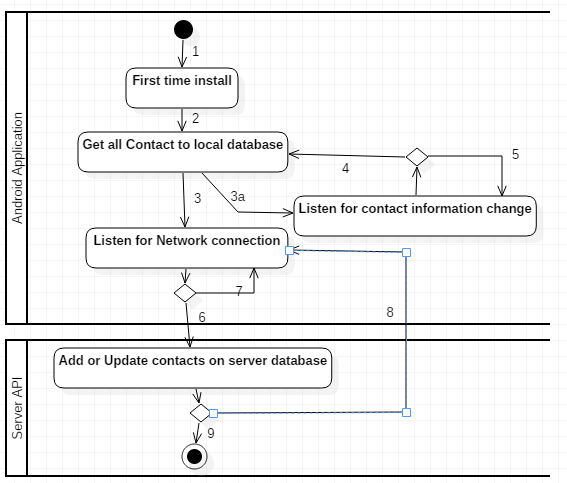 1
First time install
2
Get all Contact to local database
4
5
3
3a
Listen for contact information change
Listen for Network connection
7
6
8
Android Application
Add or Update contacts on server database
9
Server API